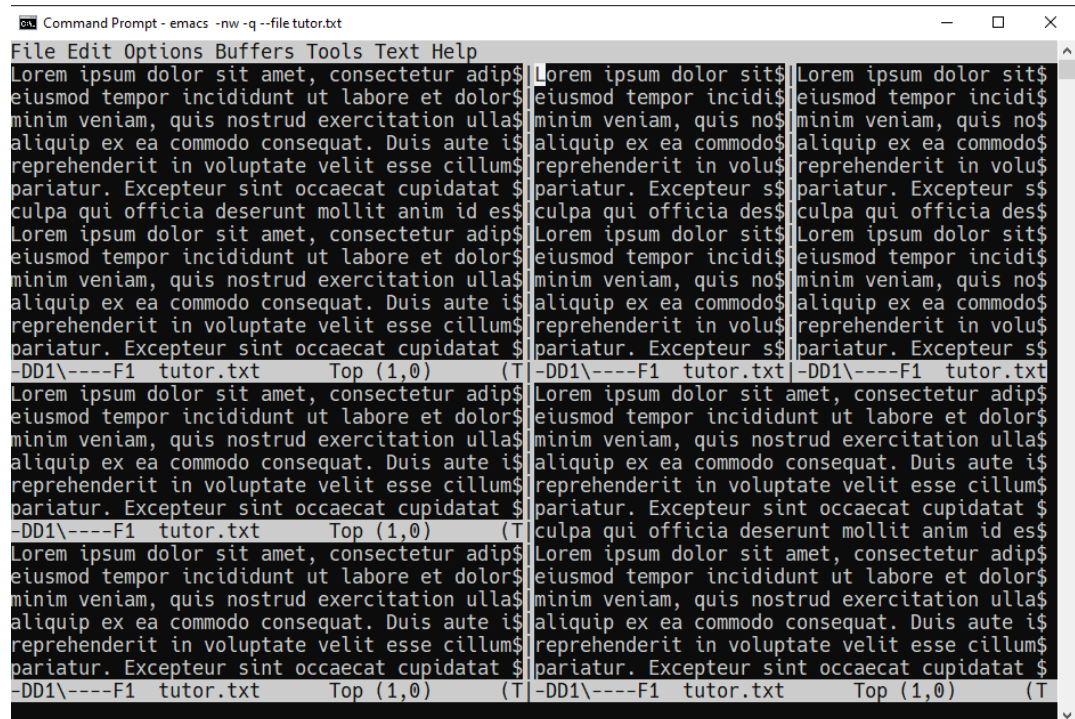 Command Prompt - emacs -nw -q --file tutor.txt
File Edit Options Buffers Tools Text Help
Lorem ipsum dolor sit amet, consectetur adip$|Lorem ipsum dolor sit$|Lorem ipsum dolor sit$
eiusmod tempor incididunt ut labore et dolor$|eiusmod tempor incidi$|eiusmod tempor incidi$
minim veniam, quis nostrud exercitation ulla$|minim veniam, quis no$|minim veniam, quis no$
aliquip ex ea commodo consequat. Duis aute i$|aliquip ex ea commodo$|aliquip ex ea commodo$
reprehenderit in voluptate velit esse cillum$|reprehenderit in volu$|reprehenderit in volu$
pariatur. Excepteur sint occaecat cupidatat $|pariatur. Excepteur s$|pariatur. Excepteur s$
culpa qui officia deserunt mollit anim id es$|culpa qui officia des$|culpa qui officia des$
Lorem ipsum dolor sit amet, consectetur adip$|Lorem ipsum dolor sit$|Lorem ipsum dolor sit$
eiusmod tempor incididunt ut labore et dolor$|eiusmod tempor incidi$|eiusmod tempor incidi$
minim veniam, quis nostrud exercitation ulla$|minim veniam, quis no$|minim veniam, quis no$
aliquip ex ea commodo consequat. Duis aute i$|aliquip ex ea commodo$|aliquip ex ea commodo$
reprehenderit in voluptate velit esse cillum$|reprehenderit in volu$|reprehenderit in volu$
pariatur. Excepteur sint occaecat cupidatat $|pariatur. Excepteur s$|pariatur. Excepteur s$
-DD1\----F1  tutor.txt      Top (1,0)      (T|-DD1\----F1  tutor.txt|-DD1\----F1  tutor.txt
Lorem ipsum dolor sit amet, consectetur adip$|Lorem ipsum dolor sit amet, consectetur adip$
eiusmod tempor incididunt ut labore et dolor$|eiusmod tempor incididunt ut labore et dolor$
minim veniam, quis nostrud exercitation ulla$|minim veniam, quis nostrud exercitation ulla$
aliquip ex ea commodo consequat. Duis aute i$|aliquip ex ea commodo consequat. Duis aute i$
reprehenderit in voluptate velit esse cillum$|reprehenderit in voluptate velit esse cillum$
pariatur. Excepteur sint occaecat cupidatat $|pariatur. Excepteur sint occaecat cupidatat $
-DD1\----F1  tutor.txt      Top (1,0)      (T|culpa qui officia deserunt mollit anim id es$
Lorem ipsum dolor sit amet, consectetur adip$|Lorem ipsum dolor sit amet, consectetur adip$
eiusmod tempor incididunt ut labore et dolor$|eiusmod tempor incididunt ut labore et dolor$
minim veniam, quis nostrud exercitation ulla$|minim veniam, quis nostrud exercitation ulla$
aliquip ex ea commodo consequat. Duis aute i$|aliquip ex ea commodo consequat. Duis aute i$
reprehenderit in voluptate velit esse cillum$|reprehenderit in voluptate velit esse cillum$
pariatur. Excepteur sint occaecat cupidatat $|pariatur. Excepteur sint occaecat cupidatat $
-DD1\----F1  tutor.txt      Top (1,0)      (T|-DD1\----F1  tutor.txt      Top (1,0)      (T